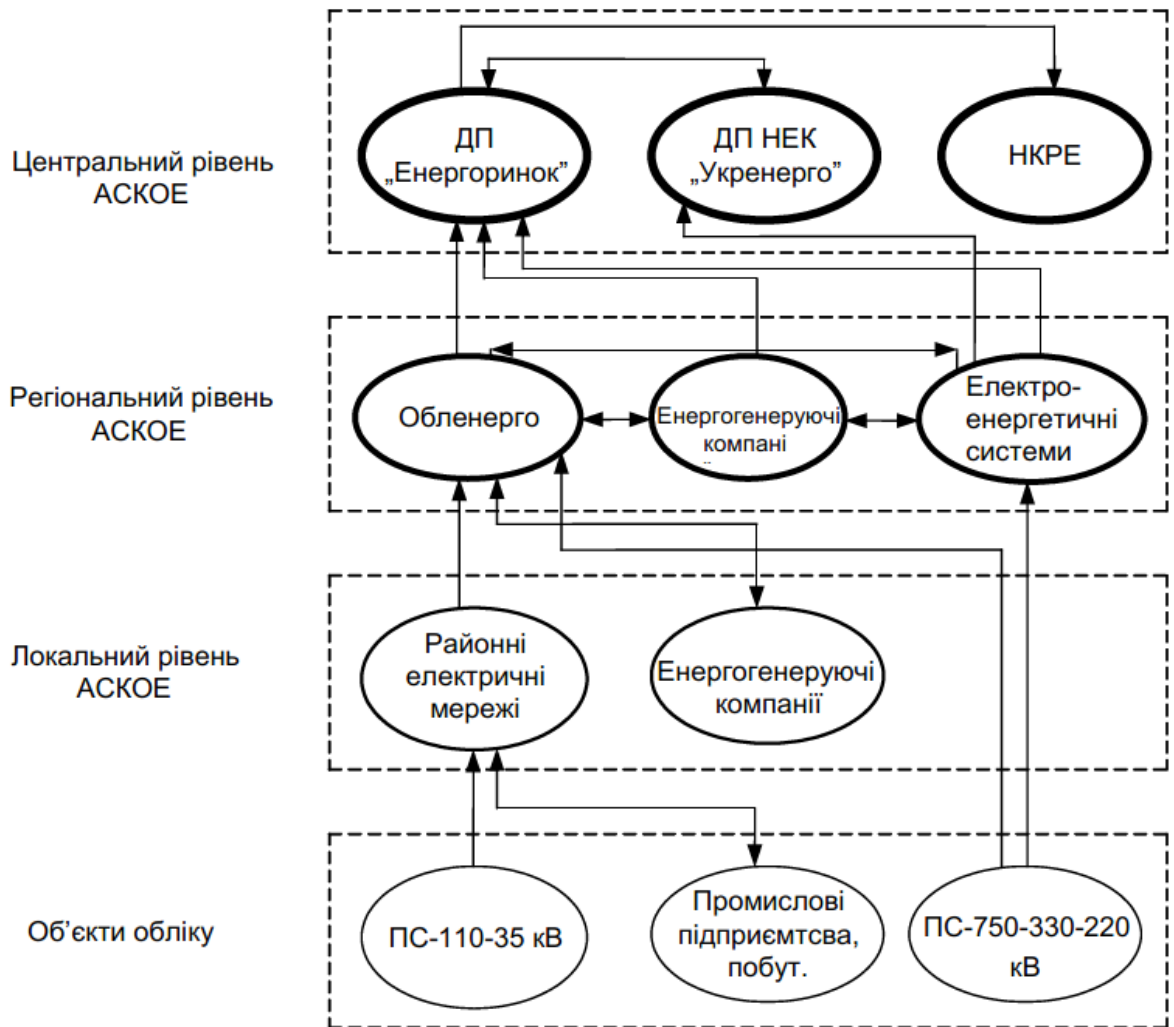 Центральний рівень
АСКОЕ
ДП
„Енергоринок”
ДП НЕК
„Укренерго”
НКРЕ
Регіональний рівень
АСКОЕ
Обленерго
Енергогенеруючі
компані
Електро-
енергетичні
системи
Локальний рівень
АСКОЕ
Районні
електричні
мережі
Енергогенеруючі
компанії
Об’єкти обліку
ПС-110-35 кВ
Промислові
підприємтсва,
побут.
ПС-750-330-220
кВ